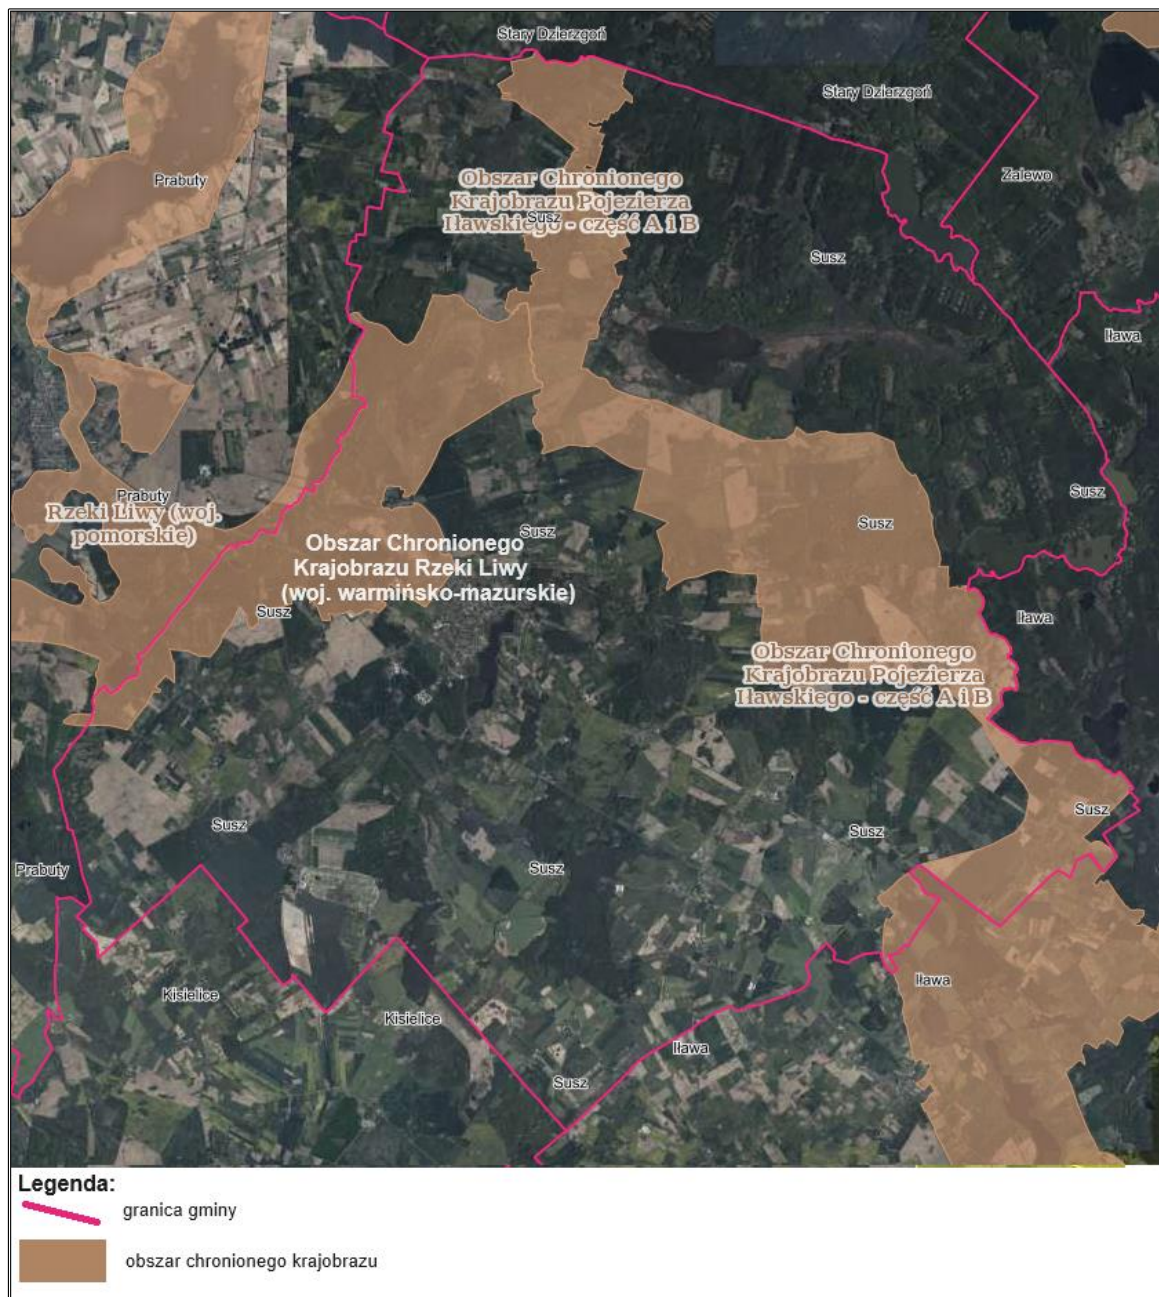 Stary Dzierzgoń
Stary Dzierzgoń
Prabuty
Zalewo
Obszar Chronionego
Krajobrazu Pojezierza
Iławskiego - część A i B
Susz
Susz
Iława
Susz
Prabuty
Rzeki Liwy (woj.
pomorskie)
Susz
Susz
Obszar Chronionego
Krajobrazu Rzeki Liwy
(woj. warmińsko-mazurskie)
Susz
Iława
Obszar Chronionego
Krajobrazu Pojezierza
Iławskiego - część A i B
Susz
Susz
Susz
Prabuty
Susz
Iława
Kisielice
Kisielice
Iława
Susz
Legenda:
granica gminy
obszar chronionego krajobrazu